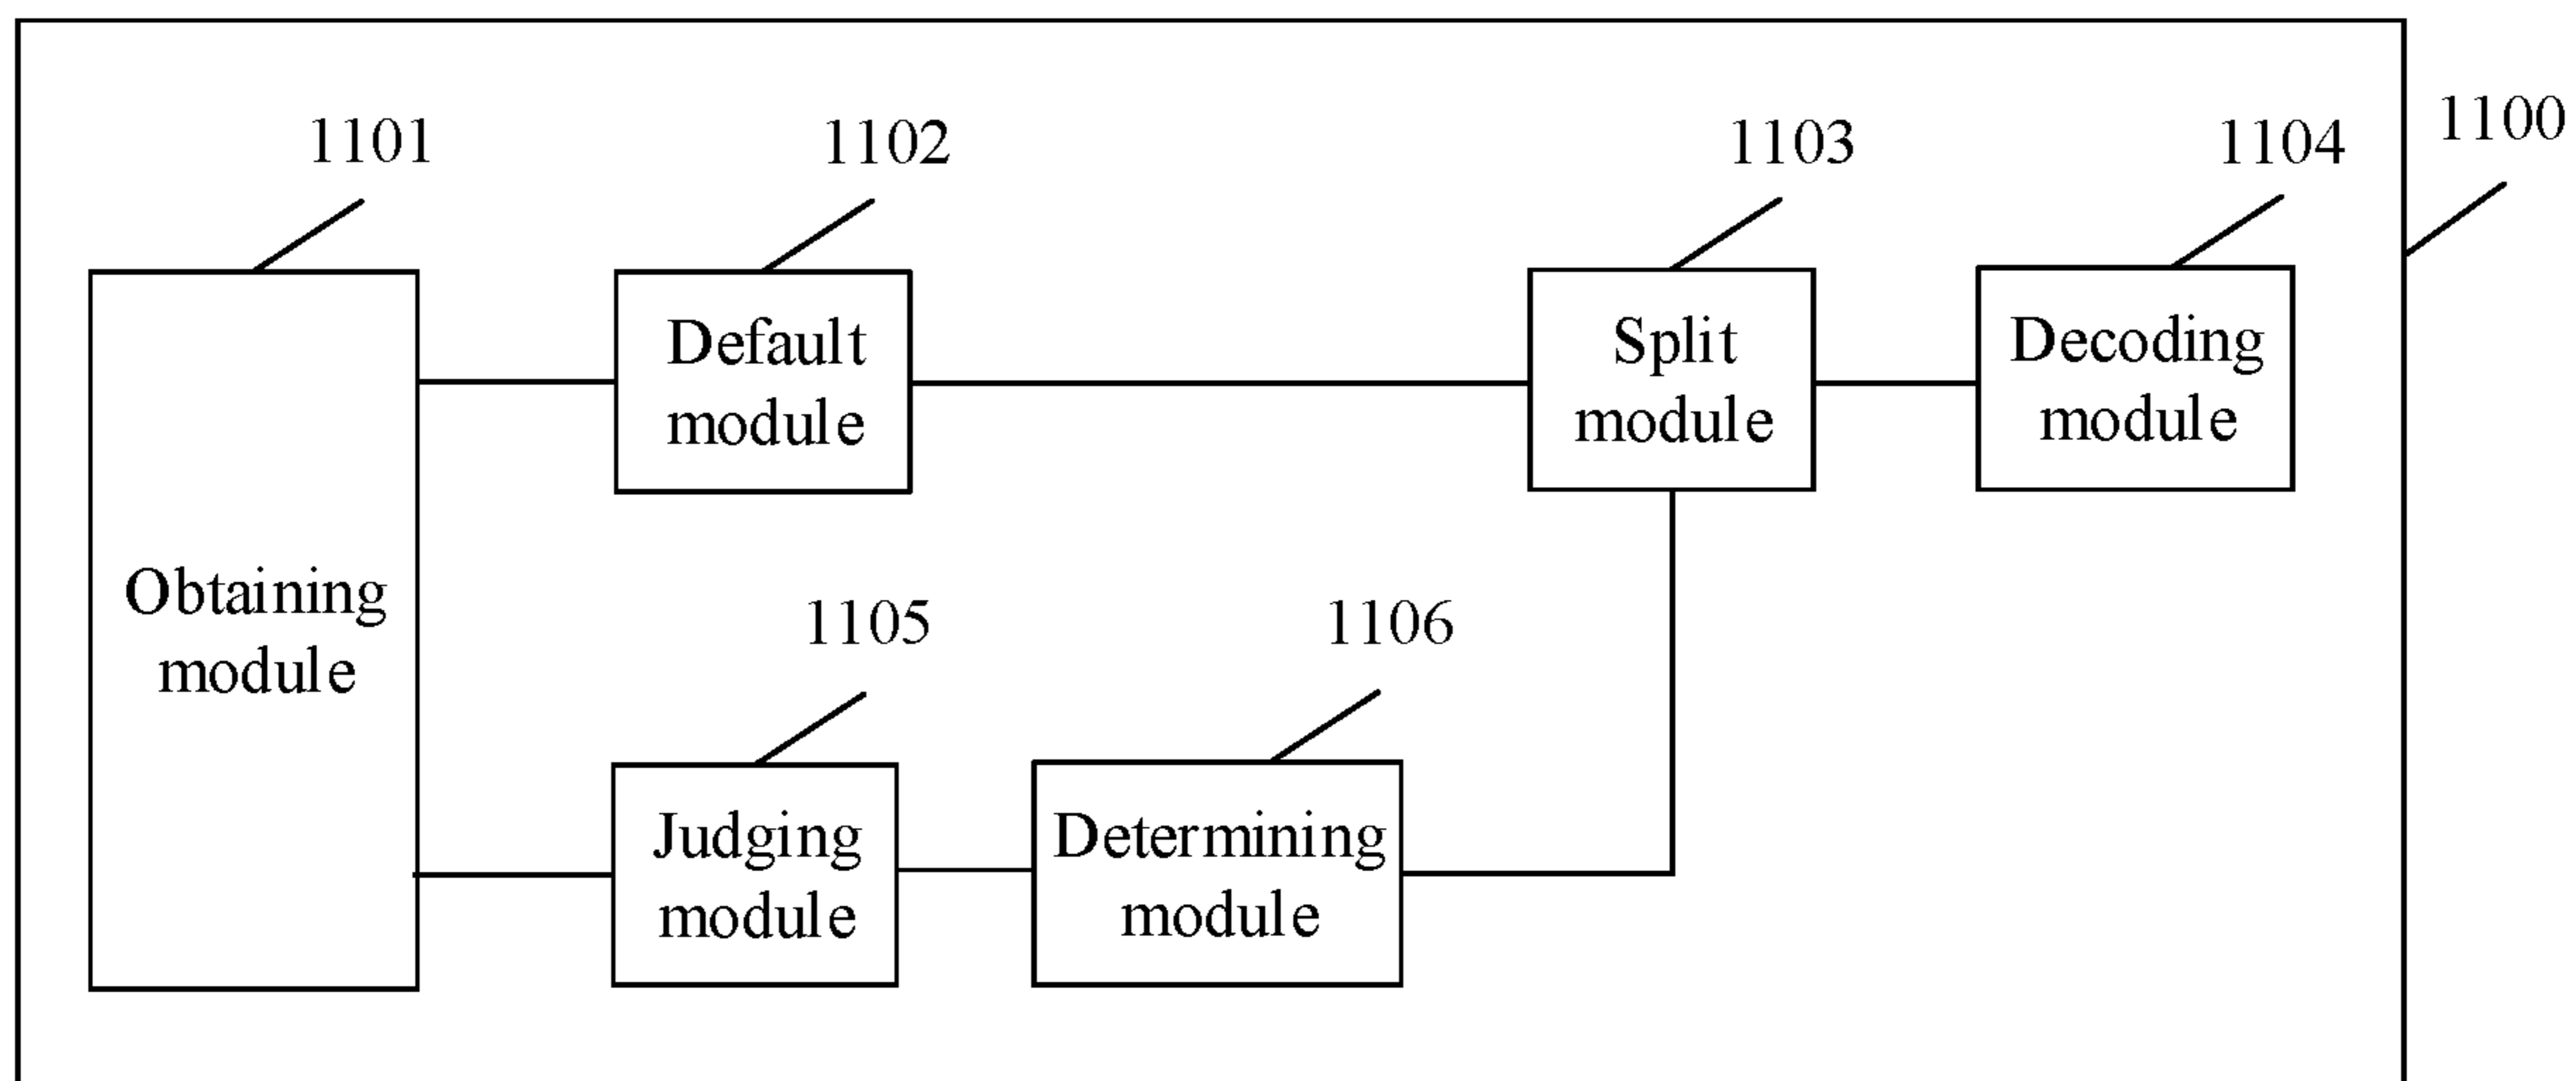 1100
1101
1102
1103
1104
Default
module
Split
module
Decoding
module
Obtaining
module
1105
1106
Judging
module
Determining
module